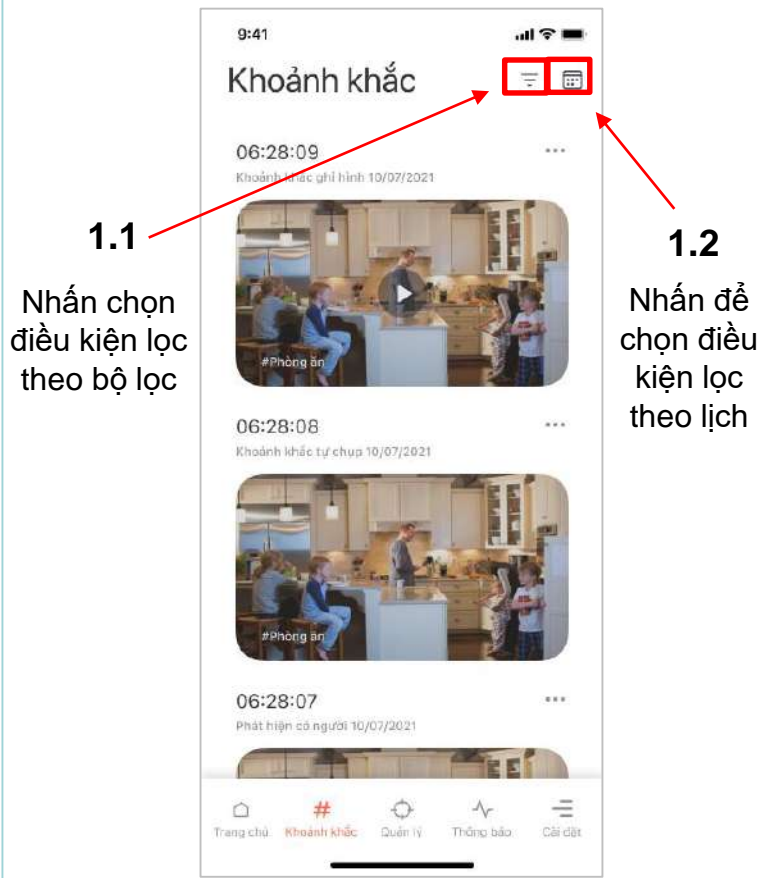 9:41
Khoảnh khắc
06:28:09
Khoảnh khắc ghi hình 10/07/2021
#Phòng ăn
1.1
Nhấn chọn
điều kiện lọc
theo bộ lọc
1.2
Nhấn để
chọn điều
kiện lọc
theo lịch
06:28:08
Khoảnh khắc tự chụp 10/07/2021
#Phòng ăn
06:28:07
Phát hiện có người 10/07/2021
Trang chủ Khoảnh khắc Quản lý Thông báo Cài đặt